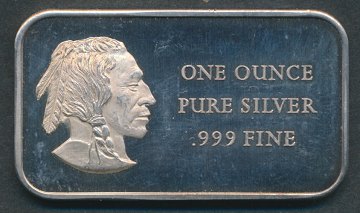 ONE OUNCE
PURE SILVER
.999 FINE